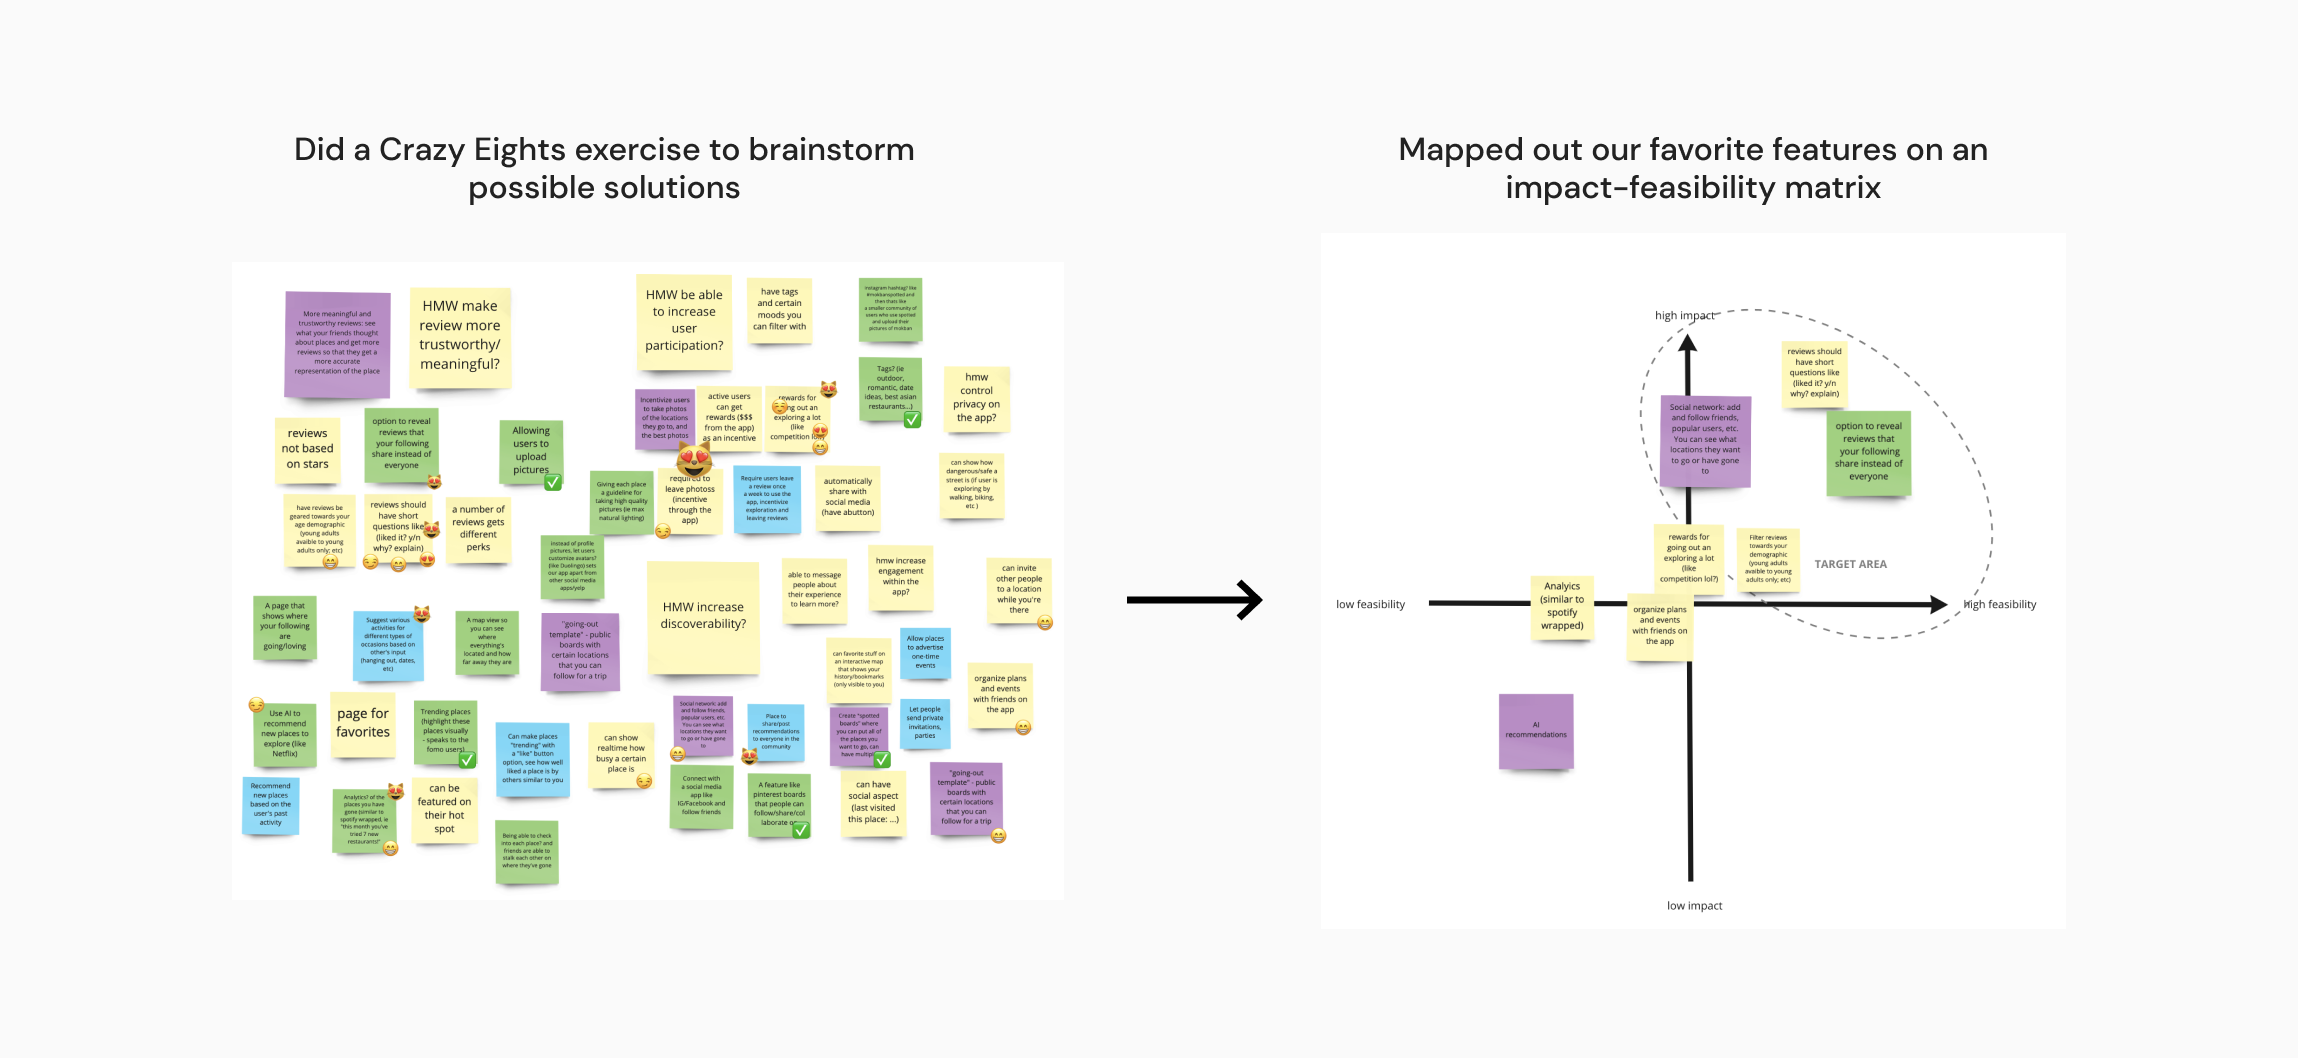 Did a Crazy Eights exercise to brainstorm
possible solutions
Mapped out our favorite features on an
impact-feasibility matrix
More meaningful and
trustworthy reviews: see
what your friends thought
about places and get more
reviews so that they get a
more accurate
representation of the place
HMW make
review more
trustworthy/
meaningful?
HMW be able
to increase
user
participation?
have tags
and certain
moods you
can filter with
instagram hashtag? like
#mokbanspotted and
then thats like
a smaller community of
users who use spotted
and upload their
pictures of mokban
Tags? (ie
outdoor,
romantic, date
ideas, best asian
restaurants...)
hmw
control
privacy on
the app?
reviews
not based
on stars
option to reveal
reviews that
your following
share instead of
everyone
Allowing
users to
upload
pictures
Incentivize users
to take photos
of the locations
they go to, and
the best photos
active users
can get
rewards ($$$
from the app)
as an incentive
rewards for
ng out an
exploring a lot
(like
competition lol?)
have reviews be
geared towards your
age demographic
(young adults
avaible to young
adults only; etc)
reviews should
have short
questions like
(liked it? y/n
why? explain)
a number of
reviews gets
different
perks
Giving each place
a guideline for
taking high quality
pictures (ie max
natural lighting)
required to
leave photoss
(incentive
through the
app)
Require users leave
a review once
a week to use the
app, incentivize
exploration and
leaving reviews
automatically
share with
social media
(have abutton)
can show how
dangerous/safe a
street is (if user is
exploring by
walking, biking,
etc )
instead of profile
pictures, let users
customize avatars?
(like Duolingo) sets
our app apart from
other social media
apps/yelp
HMW increase
discoverability?
able to message
people about
their experience
to learn more?
hmw increase
engagement
within the
app?
can invite
other people
to a location
while you're
there
A page that
shows where
your following
are
going/loving
Suggest various
activities for
different types of
occasions based on
other's input
(hanging out, dates,
etc)
A map view so
you can see
where
everything's
located and how
far away they are
"going-out
template" - public
boards with
certain locations
that you can
follow for a trip
can favorite stuff on
an interactive map
that shows your
history/bookmarks
(only visible to you)
Allow places
to advertise
one-time
events
organize plans
and events
with friends on
the app
Use AI to
recommend
new places to
explore (like
Netflix)
page for
favorites
Trending places
(highlight these
places visually
- speaks to the
fomo users)
Can make places
"trending" with
a "like" button
option, see how well
liked a place is by
others similar to you
can show
realtime how
busy a certain
place is
Social network: add
and follow friends,
popular users, etc.
You can see what
locations they want
to go or have gone
to
Place to
share/post
recommendations
to everyone in the
community
Create "spotted
boards" where
you can put all of
the places you
want to go, can
have multip
Let people
send private
invitations,
parties
Recommend
new places
based on the
user's past
activity
Analytics? of the
places you have
gone (similar to
spotify wrapped, ie
"this month you've
tried 7 new
restaurants"
can be
featured on
their hot
spot
Being able to check
into each place? and
friends are able to
stalk each other on
where they've gone
Connect with
a social media
app like
IG/Facebook and
follow friends
A feature like
pinterest boards
that people can
follow/share/col
laborate o
can have
social aspect
(last visited
this place: ...)
"going-out
template" - public
boards with
certain locations
that you can
follow for a trip
high impact
reviews should
have short
questions like
(liked it? y/n
why? explain)
Social network: add
and follow friends,
popular users, etc.
You can see what
locations they want
to go or have gone
to
option to reveal
reviews that
your following
share instead of
everyone
rewards for
going out an
exploring a lot
(like
competition lol?)
Filter reviews
towards your
demographic
(young adults
avaible to young
adults only; etc)
TARGET AREA
low feasibility
Analyics
(similar to
spotify
wrapped)
organize plans
and events
with friends on
the app
high feasibility
AI
recommendations
low impact